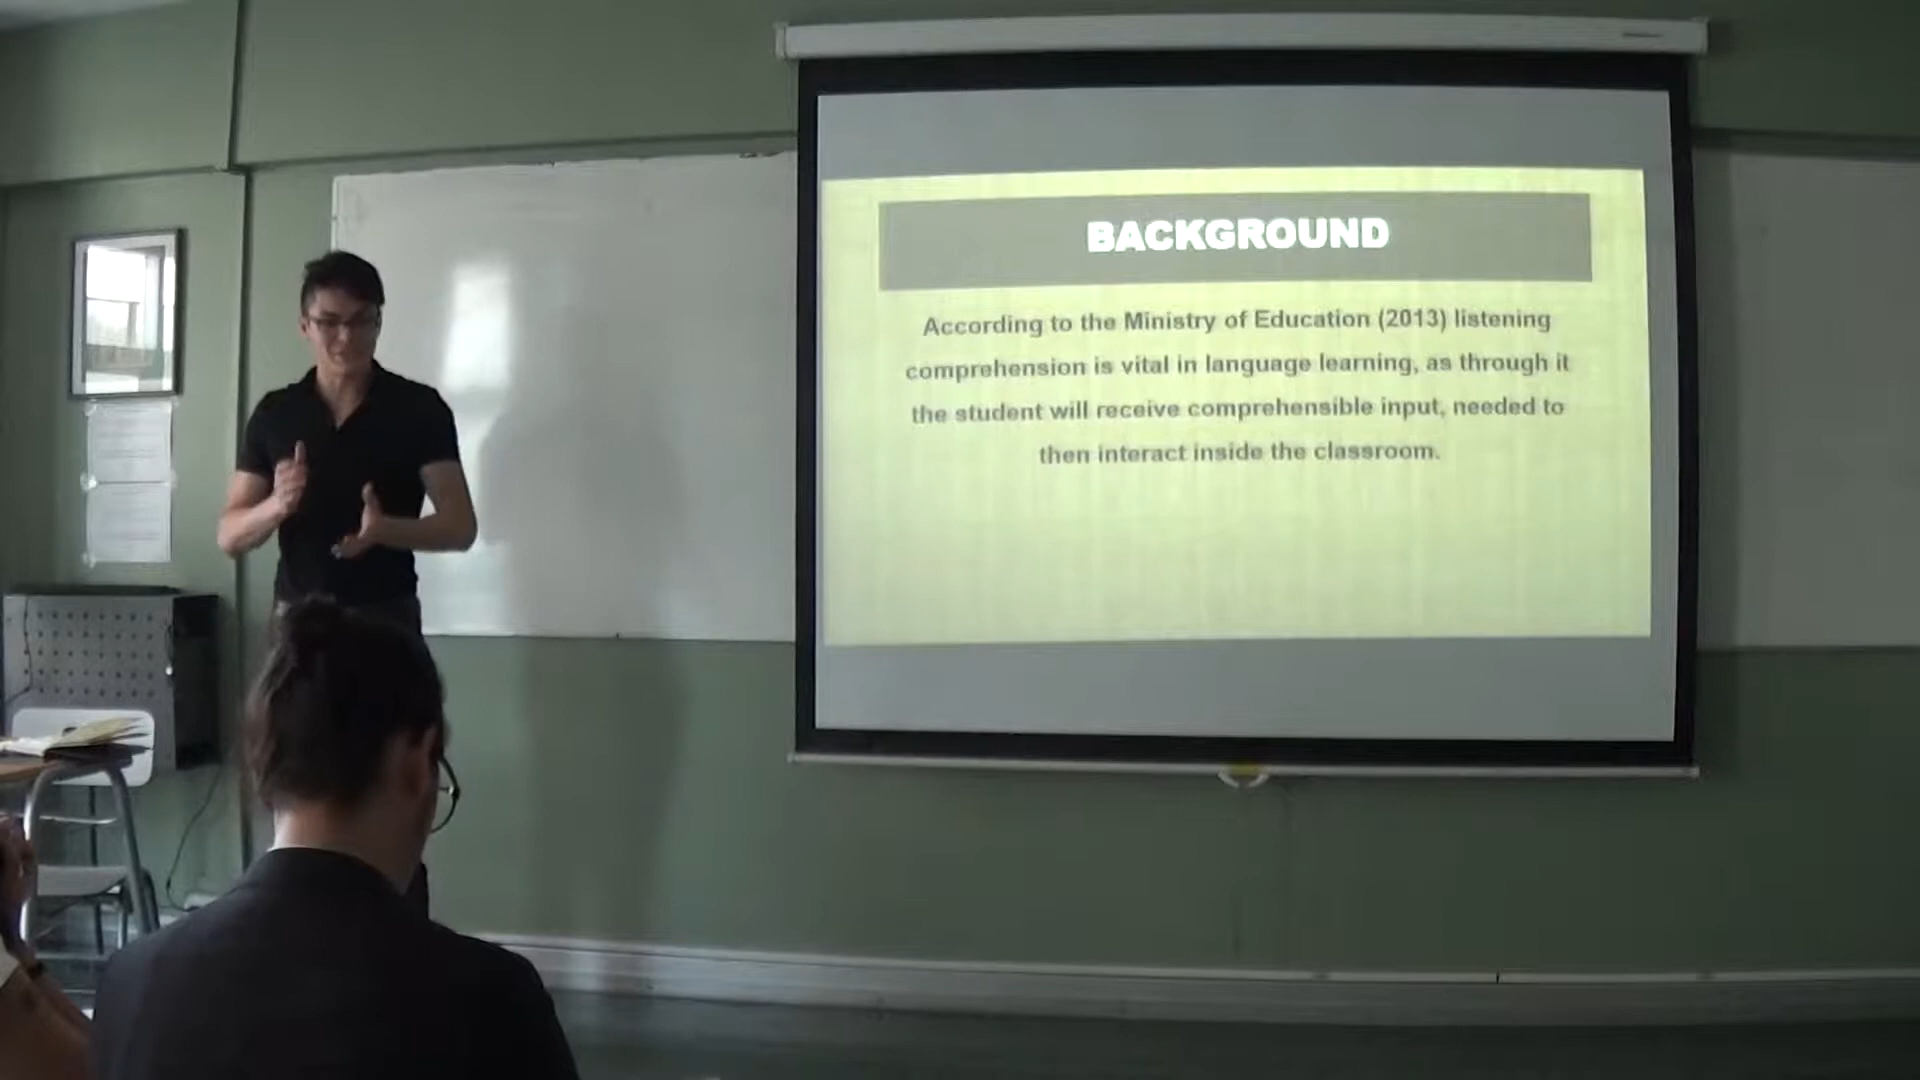 BACKGROUND
According to the Ministry of Education (2013) listening
comprehension is vital in language learning, as through it
the student will receive comprehensible input, needed to
then interact inside the classroom.